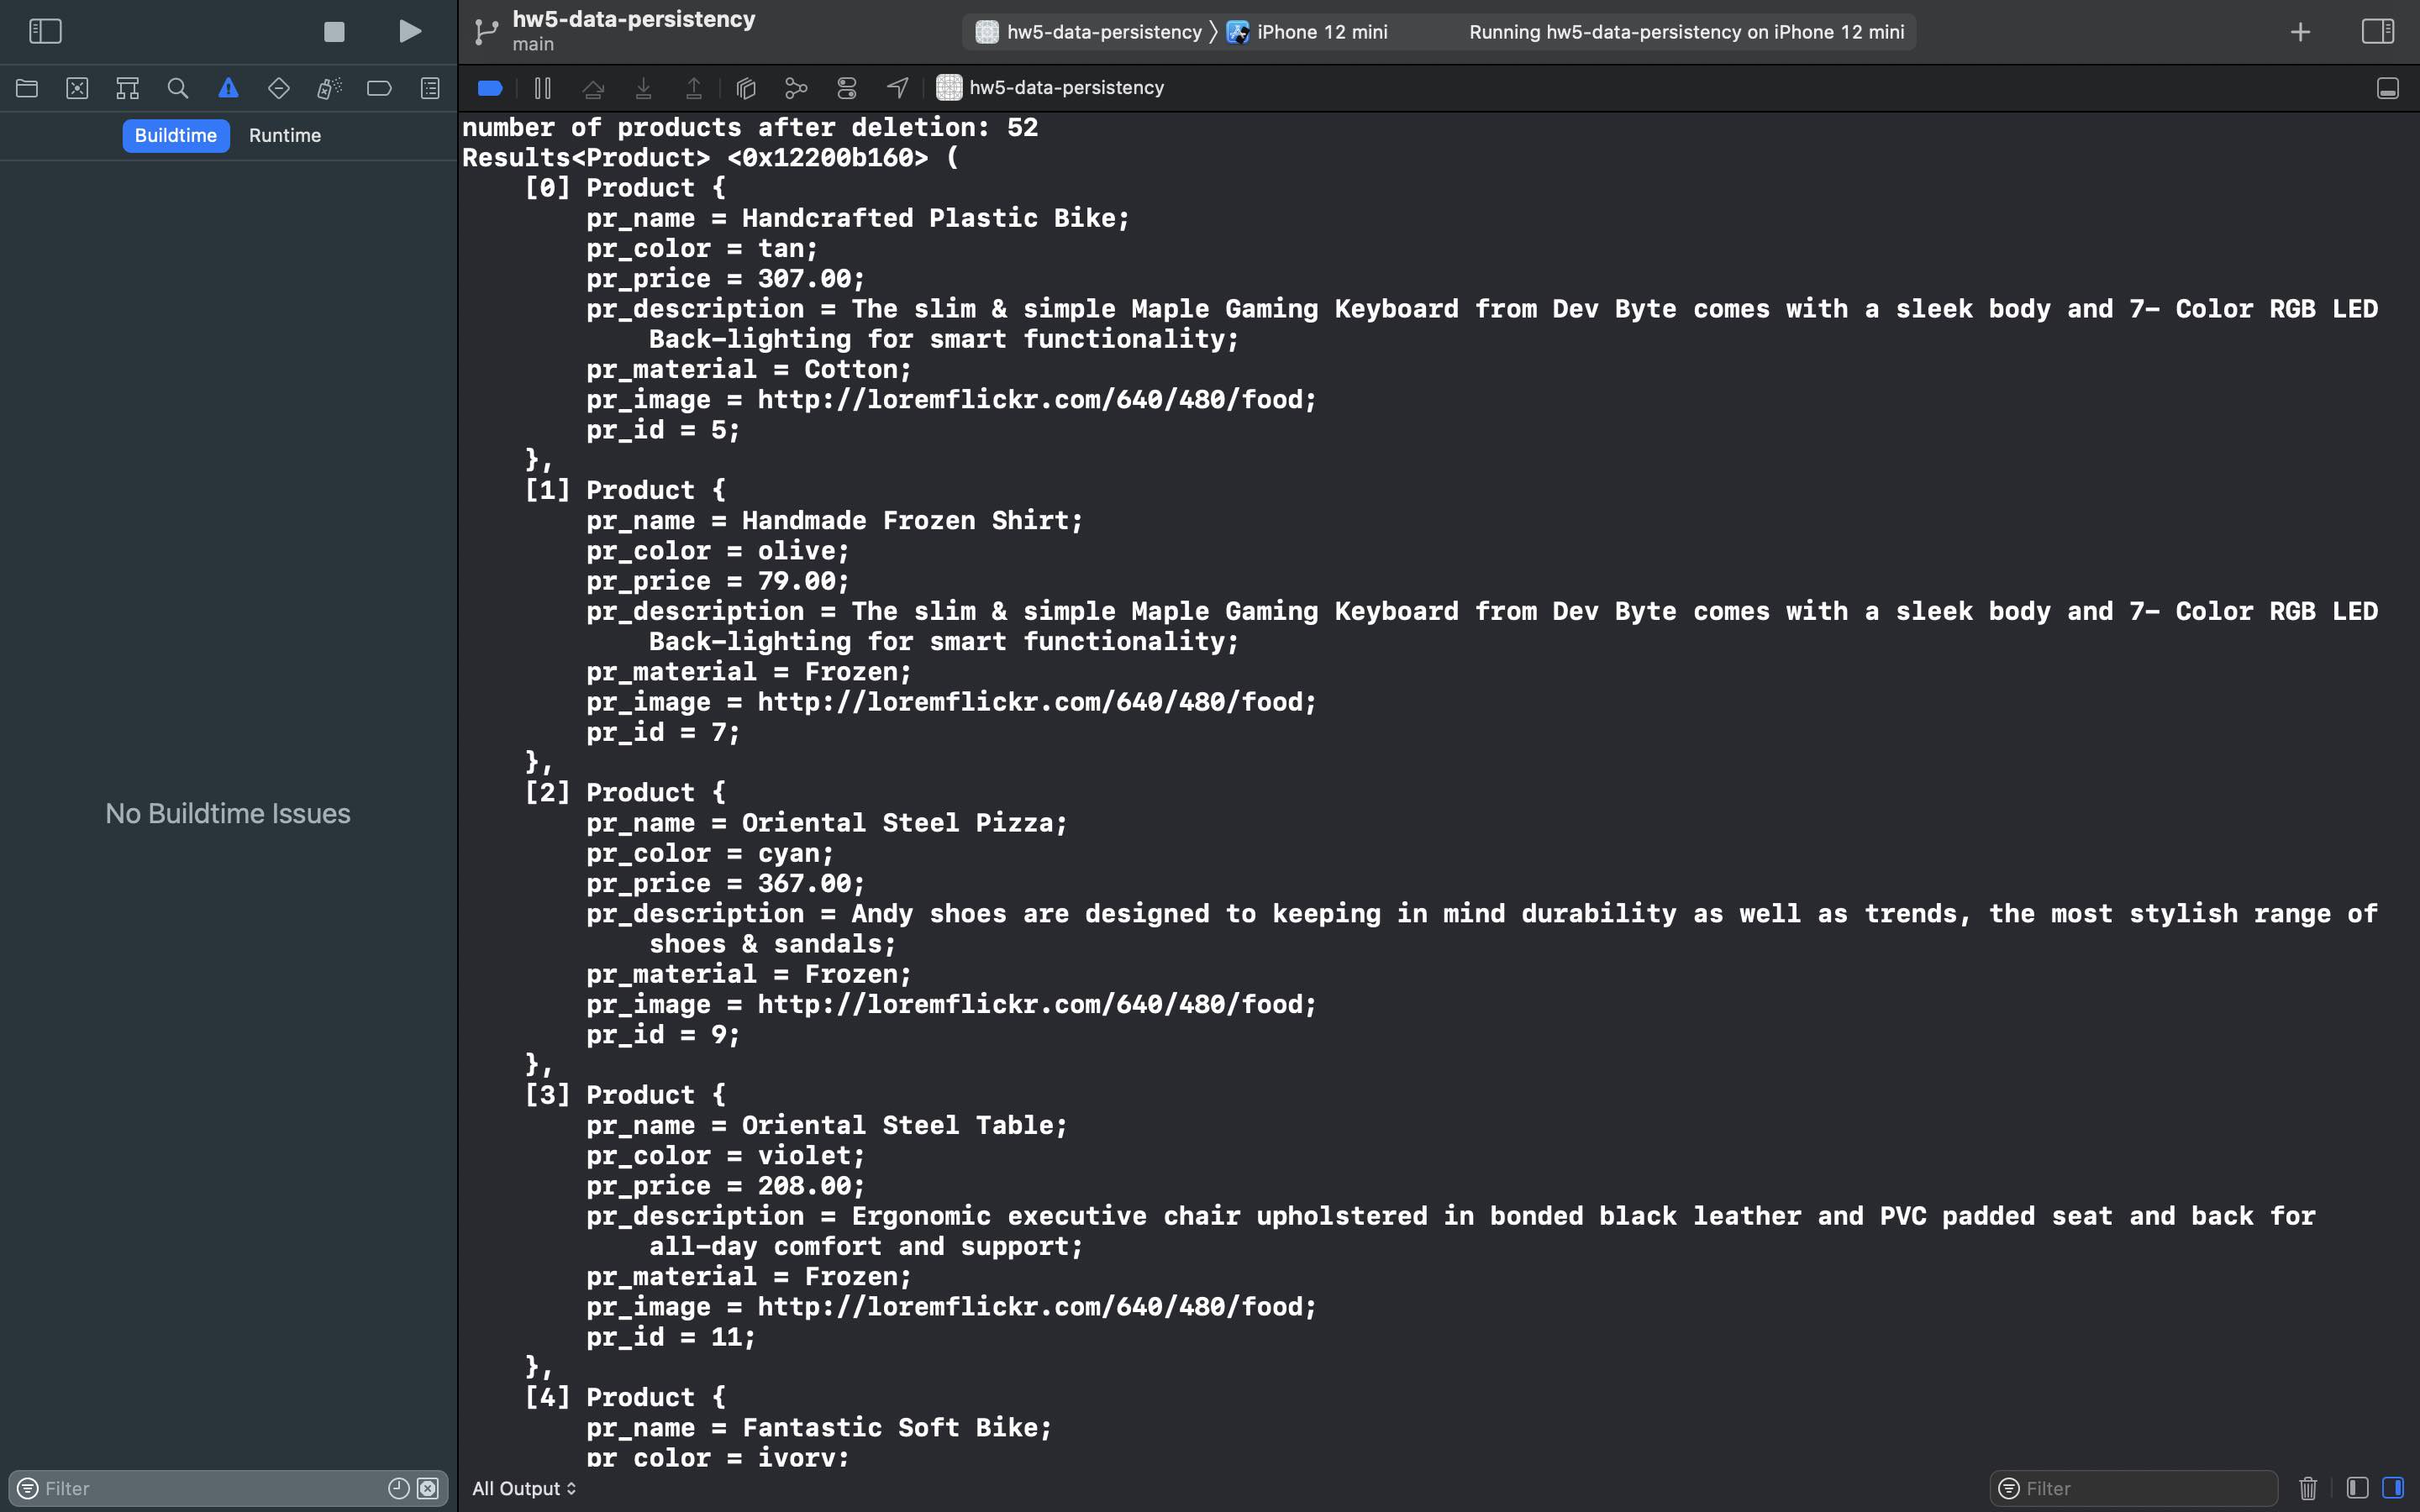 hw5-data-persistency
main
hw5-data-persistency 〉 iPhone 12 mini
Running hw5-data-persistency on iPhone 12 mini
hw5-data-persistency
Buildtime Runtime
No Buildtime Issues
number of products after deletion: 52
Results<Product> <0x12200b160> (
[0] Product {
pr_name = Handcrafted Plastic Bike;
pr_color = tan;
pr_price = 307.00;
pr_description = The slim & simple Maple Gaming Keyboard from Dev Byte comes with a sleek body and 7- Color RGB LED
Back-lighting for smart functionality;
pr_material = Cotton;
pr_image = http://loremflickr.com/640/480/food;
pr_id = 5;
},
[1] Product {
pr_name = Handmade Frozen Shirt;
pr_color = olive;
pr_price = 79.00;
pr_description = The slim & simple Maple Gaming Keyboard from Dev Byte comes with a sleek body and 7- Color RGB LED
Back-lighting for smart functionality;
pr_material = Frozen;
pr_image = http://loremflickr.com/640/480/food;
pr_id = 7;
},
[2] Product {
pr_name = Oriental Steel Pizza;
pr_color = cyan;
pr_price = 367.00;
pr_description = Andy shoes are designed to keeping in mind durability as well as trends, the most stylish range of
shoes & sandals;
pr_material = Frozen;
pr_image = http://loremflickr.com/640/480/food;
pr_id = 9;
},
[3] Product {
pr_name = Oriental Steel Table;
pr_color = violet;
pr_price = 208.00;
pr_description = Ergonomic executive chair upholstered in bonded black leather and PVC padded seat and back for
all-day comfort and support;
pr_material = Frozen;
pr_image = http://loremflickr.com/640/480/food;
pr_id = 11;
},
[4] Product {
pr_name = Fantastic Soft Bike;
pr_color = ivory;
Filter
All Output
Filter